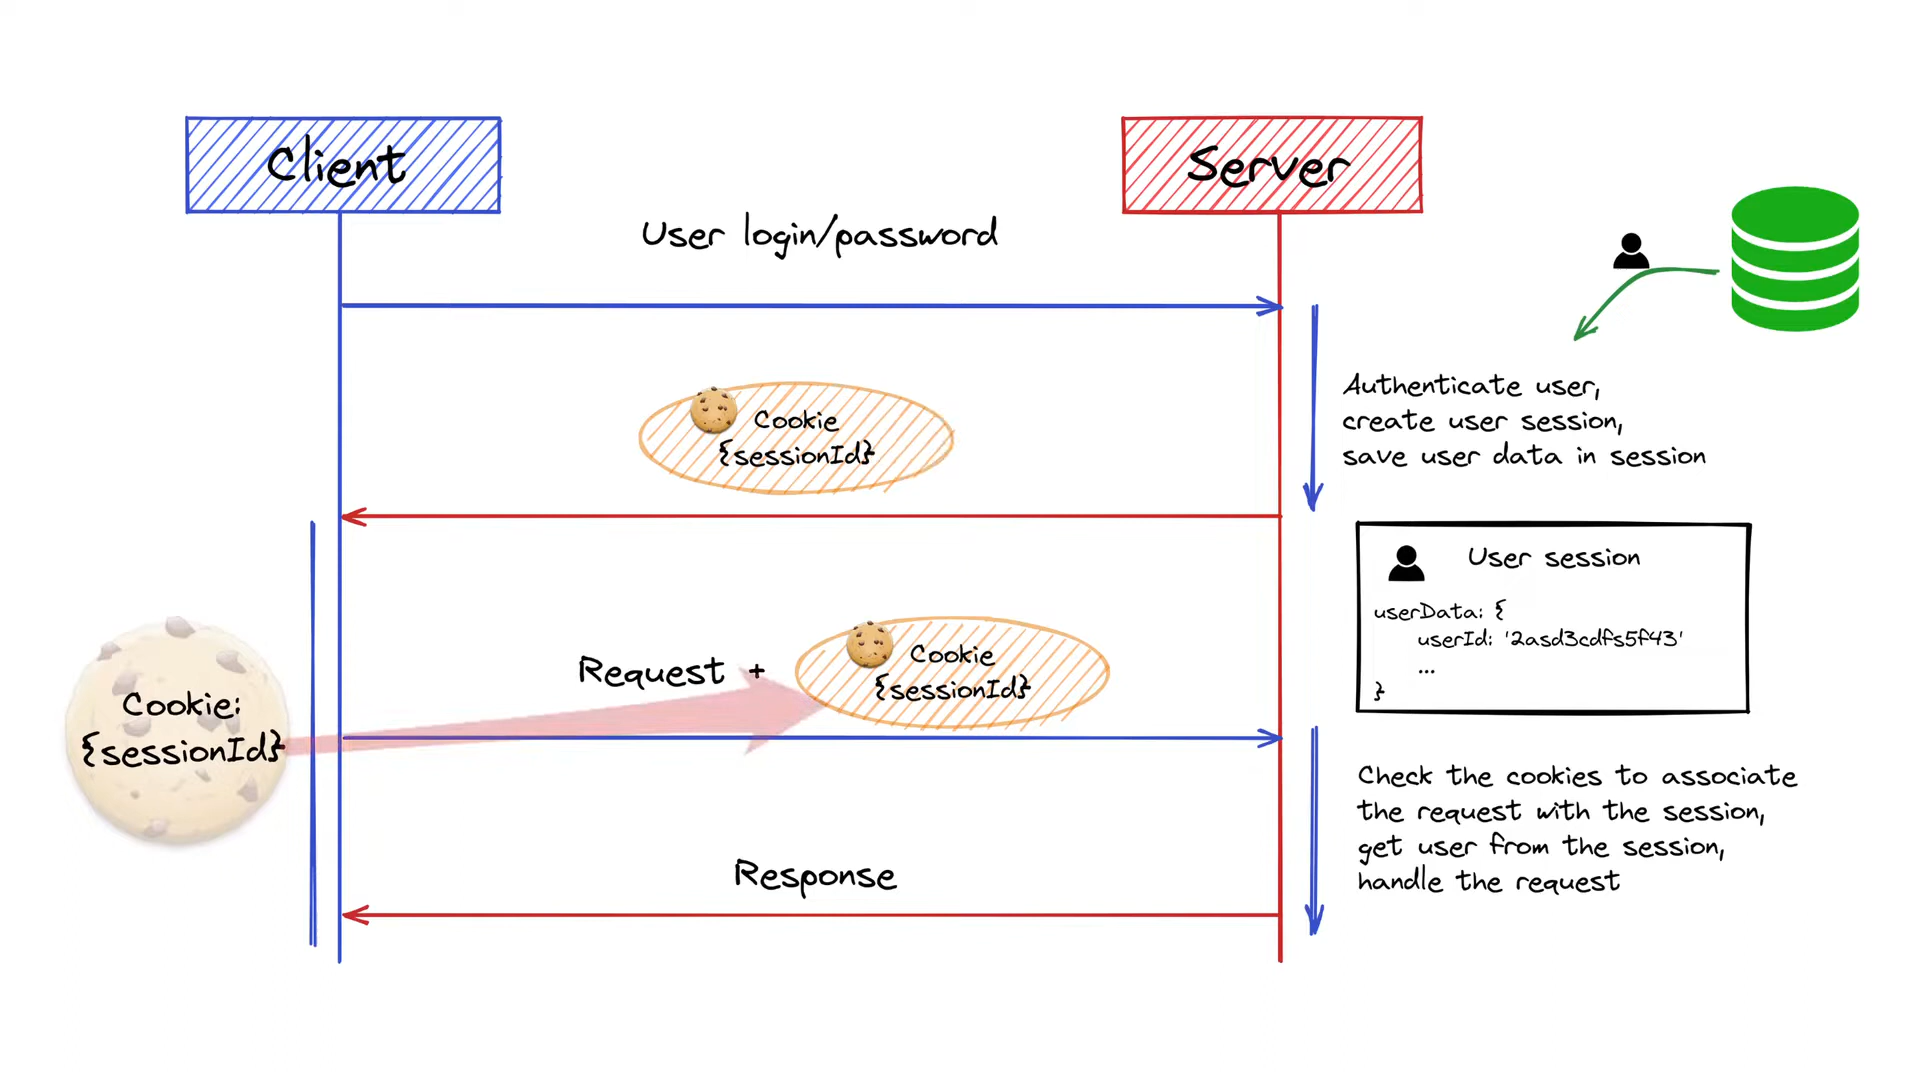 Client
Server
User login/password
Authenticate user,
create user session,
save user data in session
Cookie
{sessionId}
User session
userData: {
userId: '2asd3cdfs5f43'
...
}
Request +
Cookie
{sessionId}
Cookie:
{sessionId}
Check the cookies to associate
the request with the session,
get user from the session,
handle the request
Response